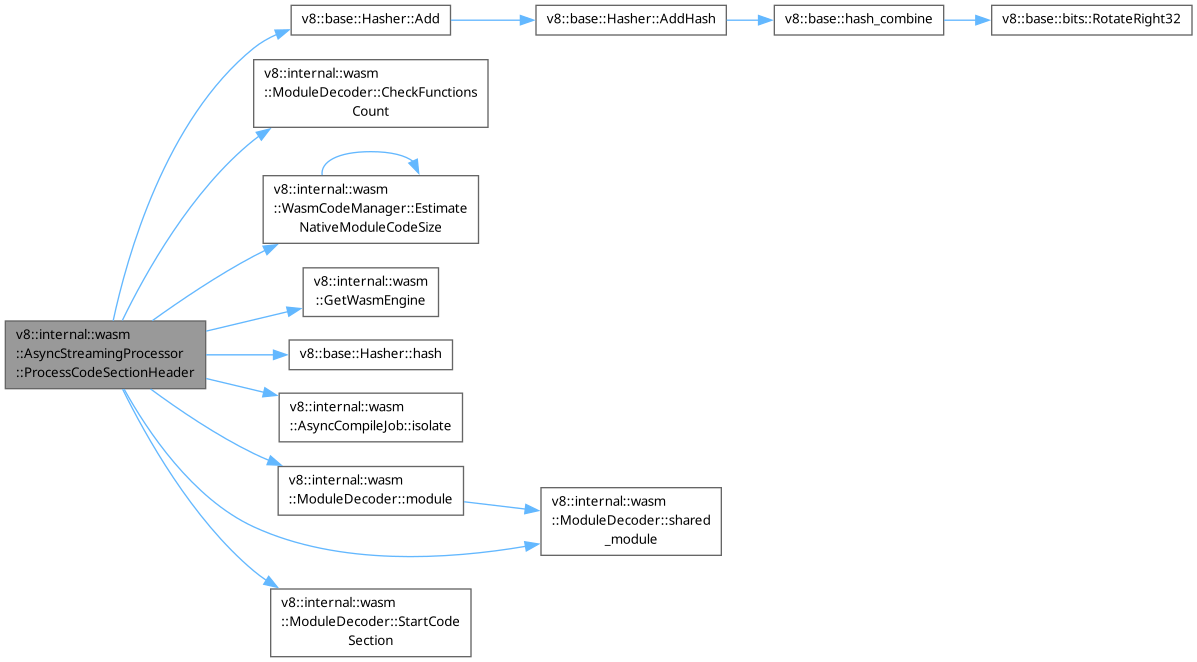 v8::base::Hasher::Add
v8::base::Hasher::AddHash
v8::base::hash_combine
v8::base::bits::RotateRight32
v8::internal::wasm
::ModuleDecoder::CheckFunctions
Count
v8::internal::wasm
::WasmCodeManager::Estimate
NativeModuleCodeSize
v8::internal::wasm
::GetWasmEngine
v8::internal::wasm
::AsyncStreamingProcessor
::ProcessCodeSectionHeader
v8::base::Hasher::hash
v8::internal::wasm
::AsyncCompileJob::isolate
v8::internal::wasm
::ModuleDecoder::module
v8::internal::wasm
::ModuleDecoder::shared
_module
v8::internal::wasm
::ModuleDecoder::StartCode
Section